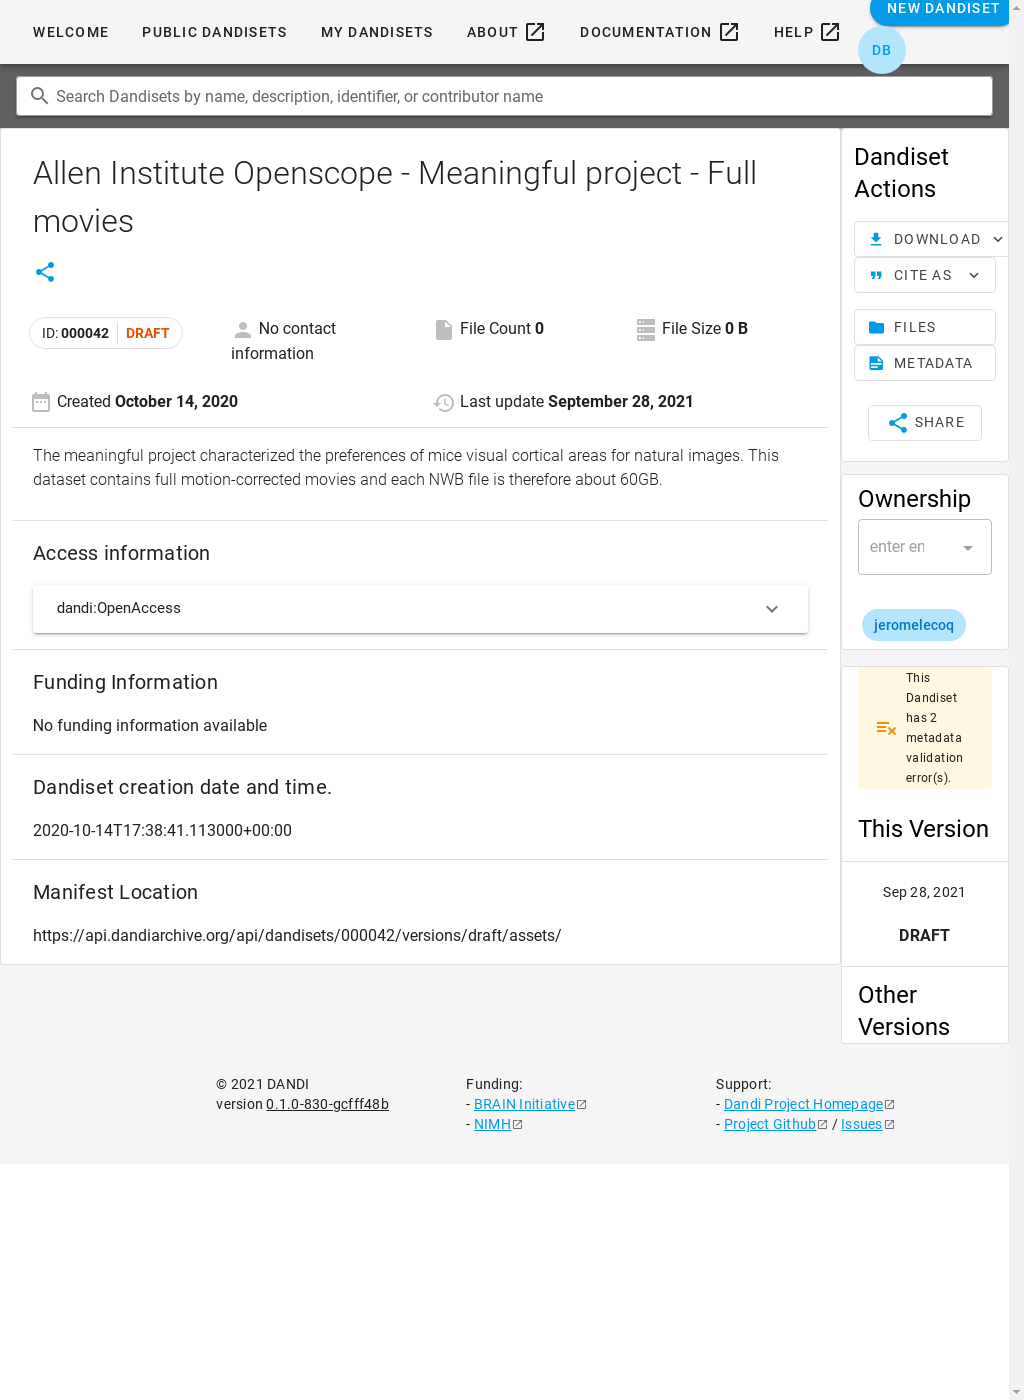 WELCOME PUBLIC DANDISETS MY DANDISETS ABOUT DOCUMENTATION HELP NEW DANDISET
DB
Search Dandisets by name, description, identifier, or contributor name
Allen Institute Openscope - Meaningful project - Full
movies
ID: 000042 DRAFT
No contact
information
File Count 0
File Size 0 B
Created October 14, 2020
Last update September 28, 2021
The meaningful project characterized the preferences of mice visual cortical areas for natural images. This
dataset contains full motion-corrected movies and each NWB file is therefore about 60GB.
Access information
dandi:OpenAccess
Funding Information
No funding information available
Dandiset creation date and time.
2020-10-14T17:38:41.113000+00:00
Manifest Location
https://api.dandiarchive.org/api/dandisets/000042/versions/draft/assets/
Dandiset
Actions
DOWNLOAD
CITE AS
FILES
METADATA
SHARE
Ownership
enter en
jeromelecoq
This
Dandiset
has 2
metadata
validation
error(s).
This Version
Sep 28, 2021
DRAFT
Other
Versions
© 2021 DANDI
version 0.1.0-830-gcfff48b
Funding:
- BRAIN Initiative
- NIMH
Support:
- Dandi Project Homepage
- Project Github / Issues